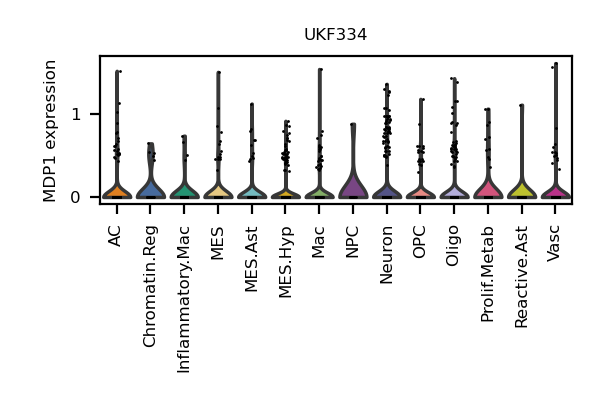 UKF334
MDP1 expression
1
0
AC
Chromatin.Reg
Inflammatory.Mac
MES
MES.Ast
MES.Hyp
Mac
NPC
Neuron
OPC
Oligo
Prolif.Metab
Reactive.Ast
Vasc